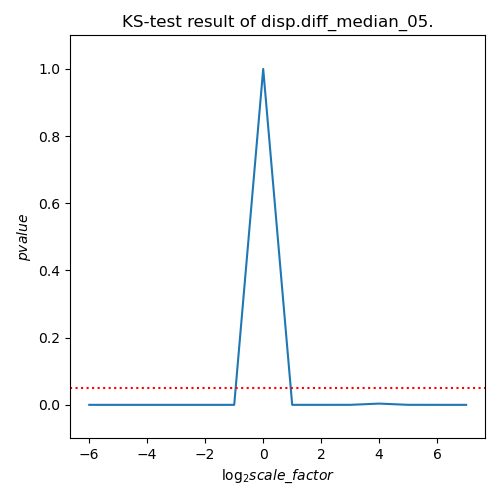 KS-test result of disp.diff_median_05.
pvalue
1.0
0.8
0.6
0.4
0.2
0.0
−6 −4 −2 0 2 4 6
log₂scale_factor